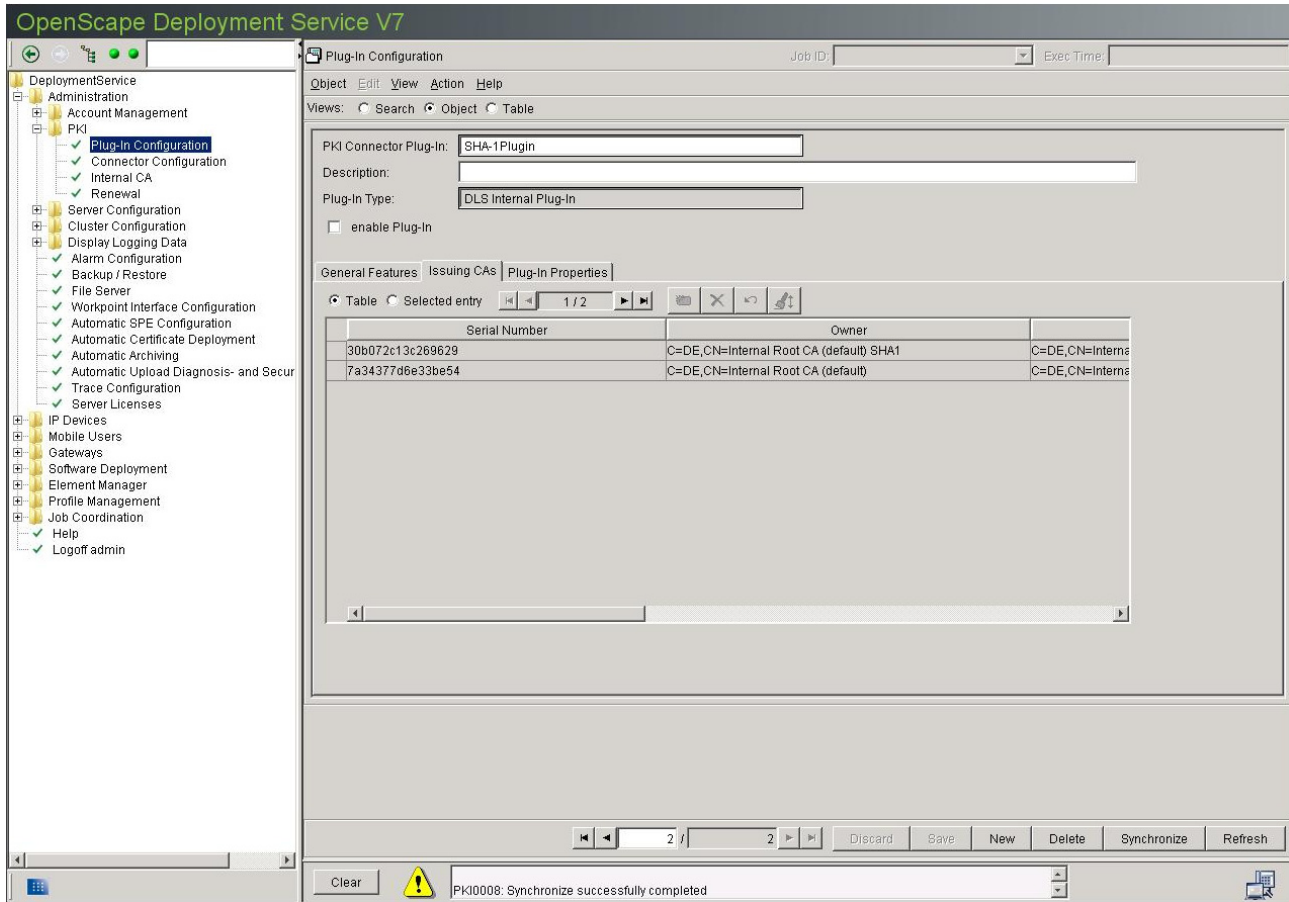 OpenScape Deployment Service V7
DeploymentService
Administration
Account Management
PKI
Plug-In Configuration
Connector Configuration
Internal CA
Renewal
Server Configuration
Cluster Configuration
Display Logging Data
Alarm Configuration
Backup / Restore
File Server
Workpoint Interface Configuration
Automatic SPE Configuration
Automatic Certificate Deployment
Automatic Archiving
Automatic Upload Diagnosis- and Secur
Trace Configuration
Server Licenses
IP Devices
Mobile Users
Gateways
Software Deployment
Element Manager
Profile Management
Job Coordination
Help
Logoff admin
Plug-In Configuration Job ID: Exec Time:
Object Edit View Action Help
Views: Search Object Table
PKI Connector Plug-In: SHA-1Plugin
Description:
Plug-In Type: DLS Internal Plug-In
enable Plug-In
General Features Issuing CAs Plug-In Properties
Table Selected entry 1 / 2
Serial Number Owner
30b072c13c269629 C=DE,CN=Internal Root CA (default) SHA1 C=DE,CN=Interna
7a34377d6e33be54 C=DE,CN=Internal Root CA (default) C=DE,CN=Interna
2 / 2 Discard Save New Delete Synchronize Refresh
Clear PKI0008: Synchronize successfully completed